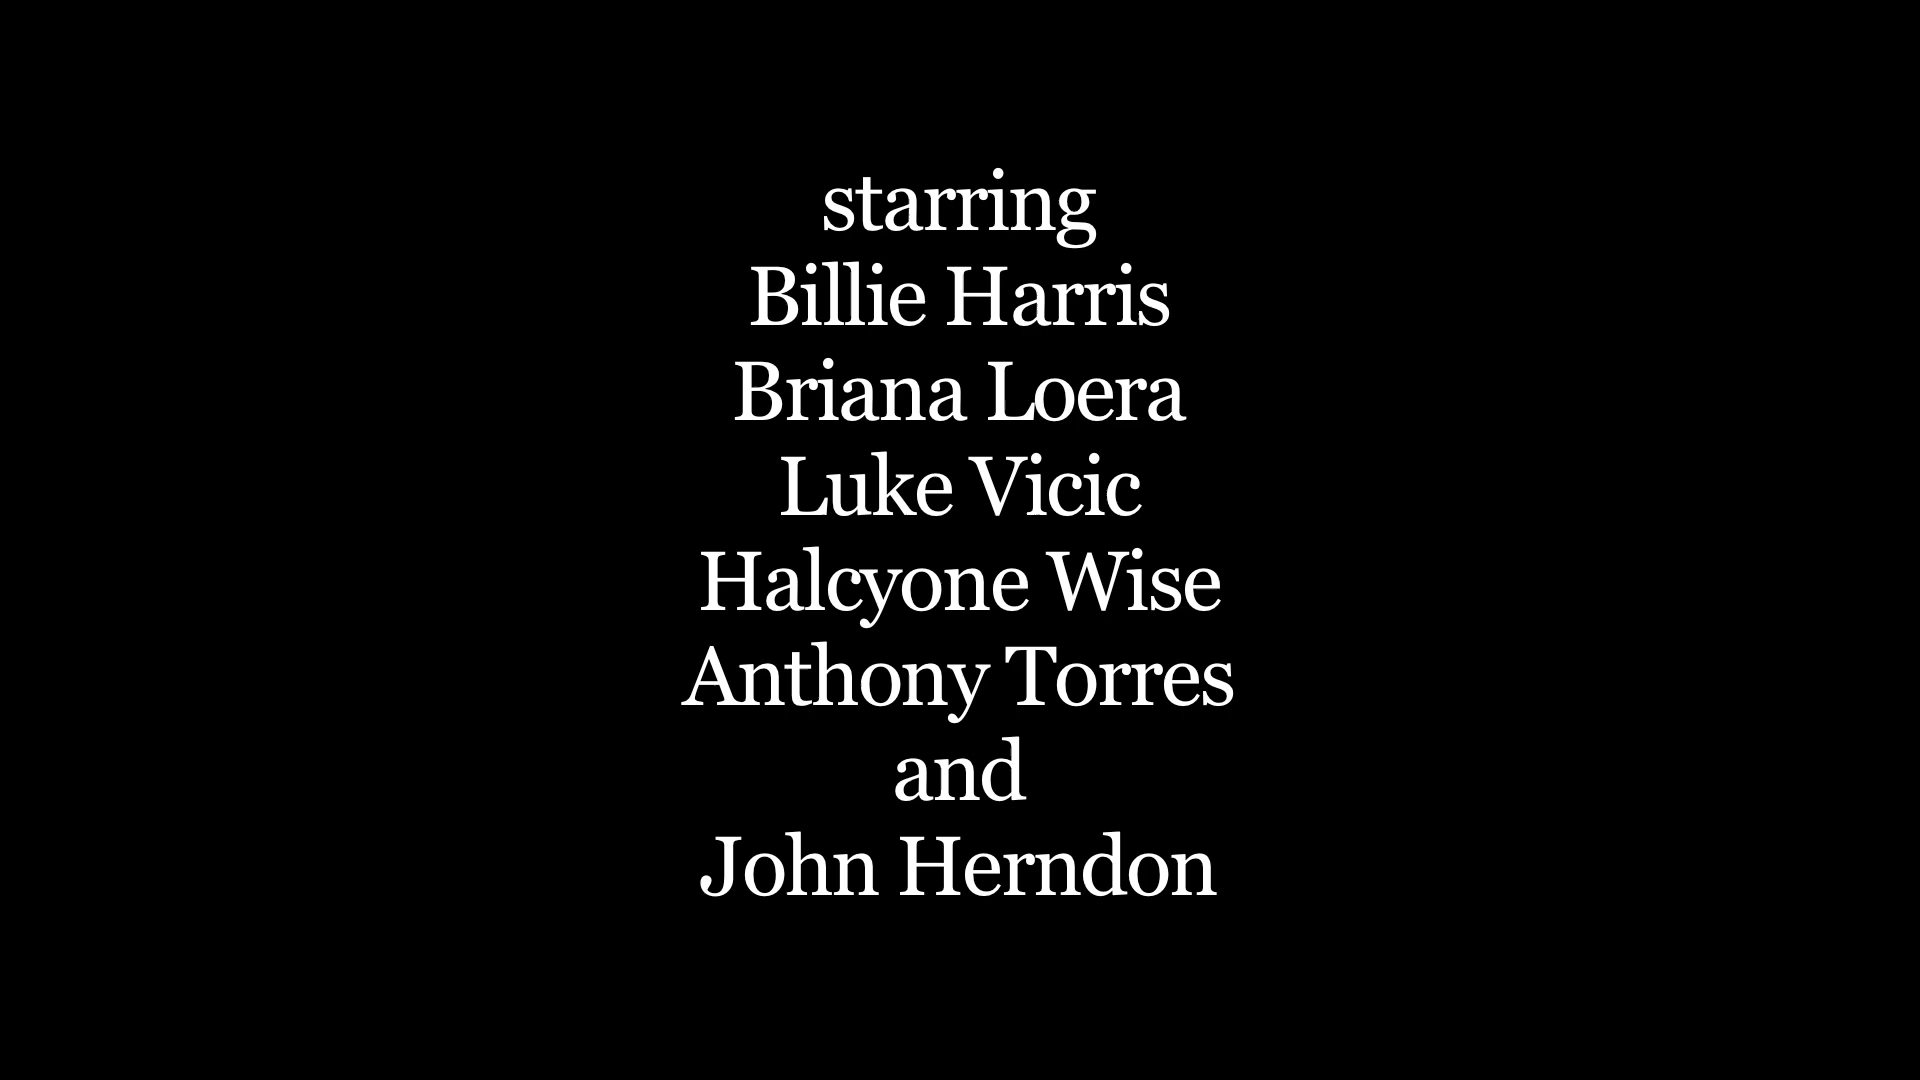 starring
Billie Harris
Briana Loera
Luke Vicic
Halcyone Wise
Anthony Torres
and
John Herndon